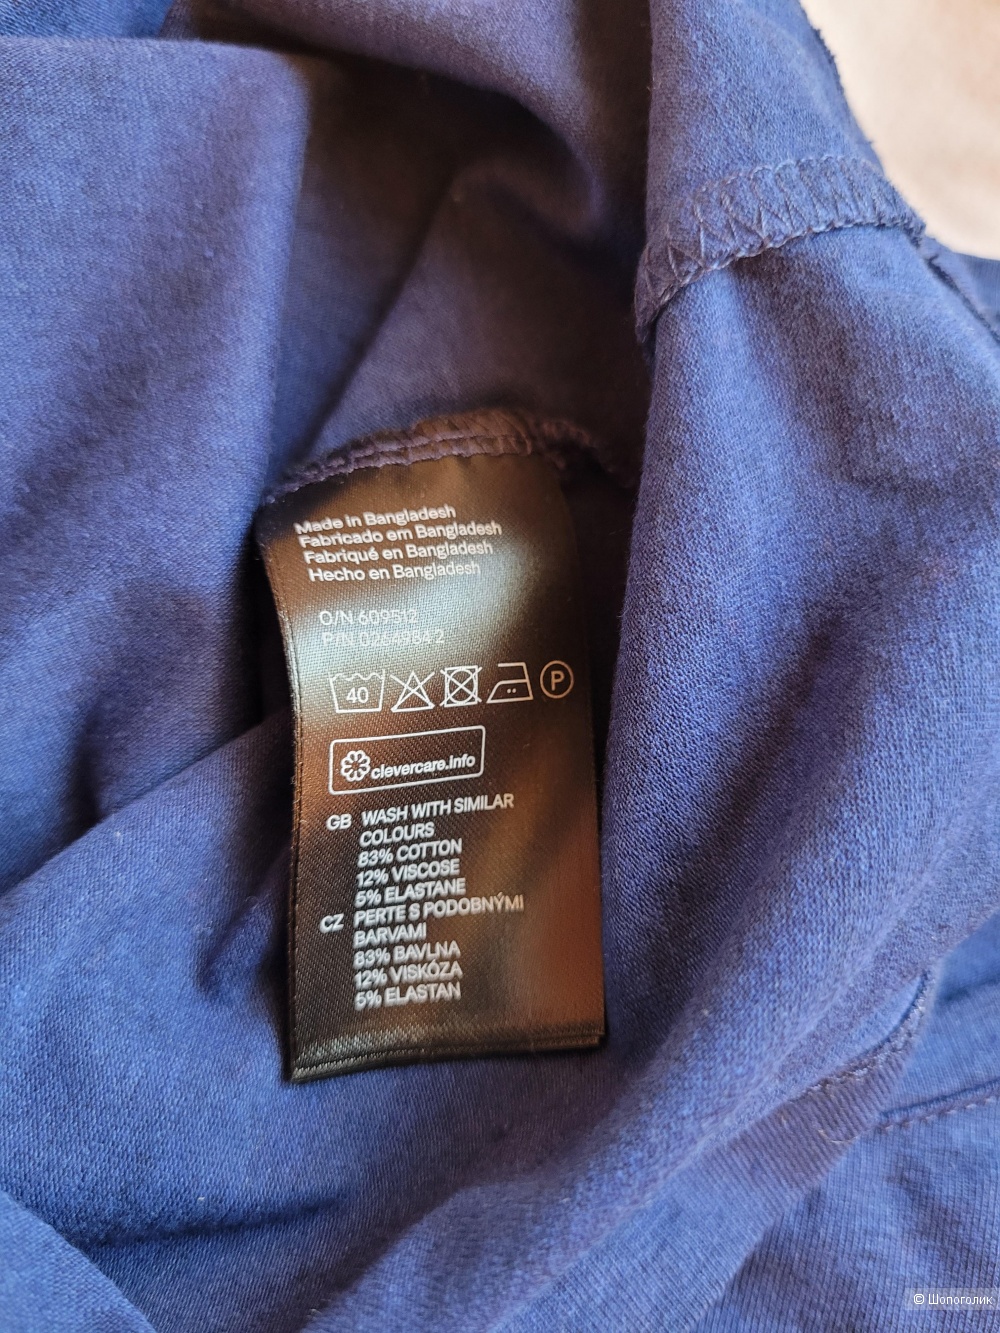 Made in Bangladesh
Fabricado em Bangladesh
Fabriqué en Bangladesh
Hecho en Bangladesh
O/N 609512
P/N
40
P
clevercare.info
GB WASH WITH SIMILAR
COLOURS
83% COTTON
12% VISCOSE
5% ELASTANE
CZ PERTE S PODOBNÝMI
BARVAMI
83% BAVLNA
12% VISKÓZA
5% ELASTAN
© Шопоголик